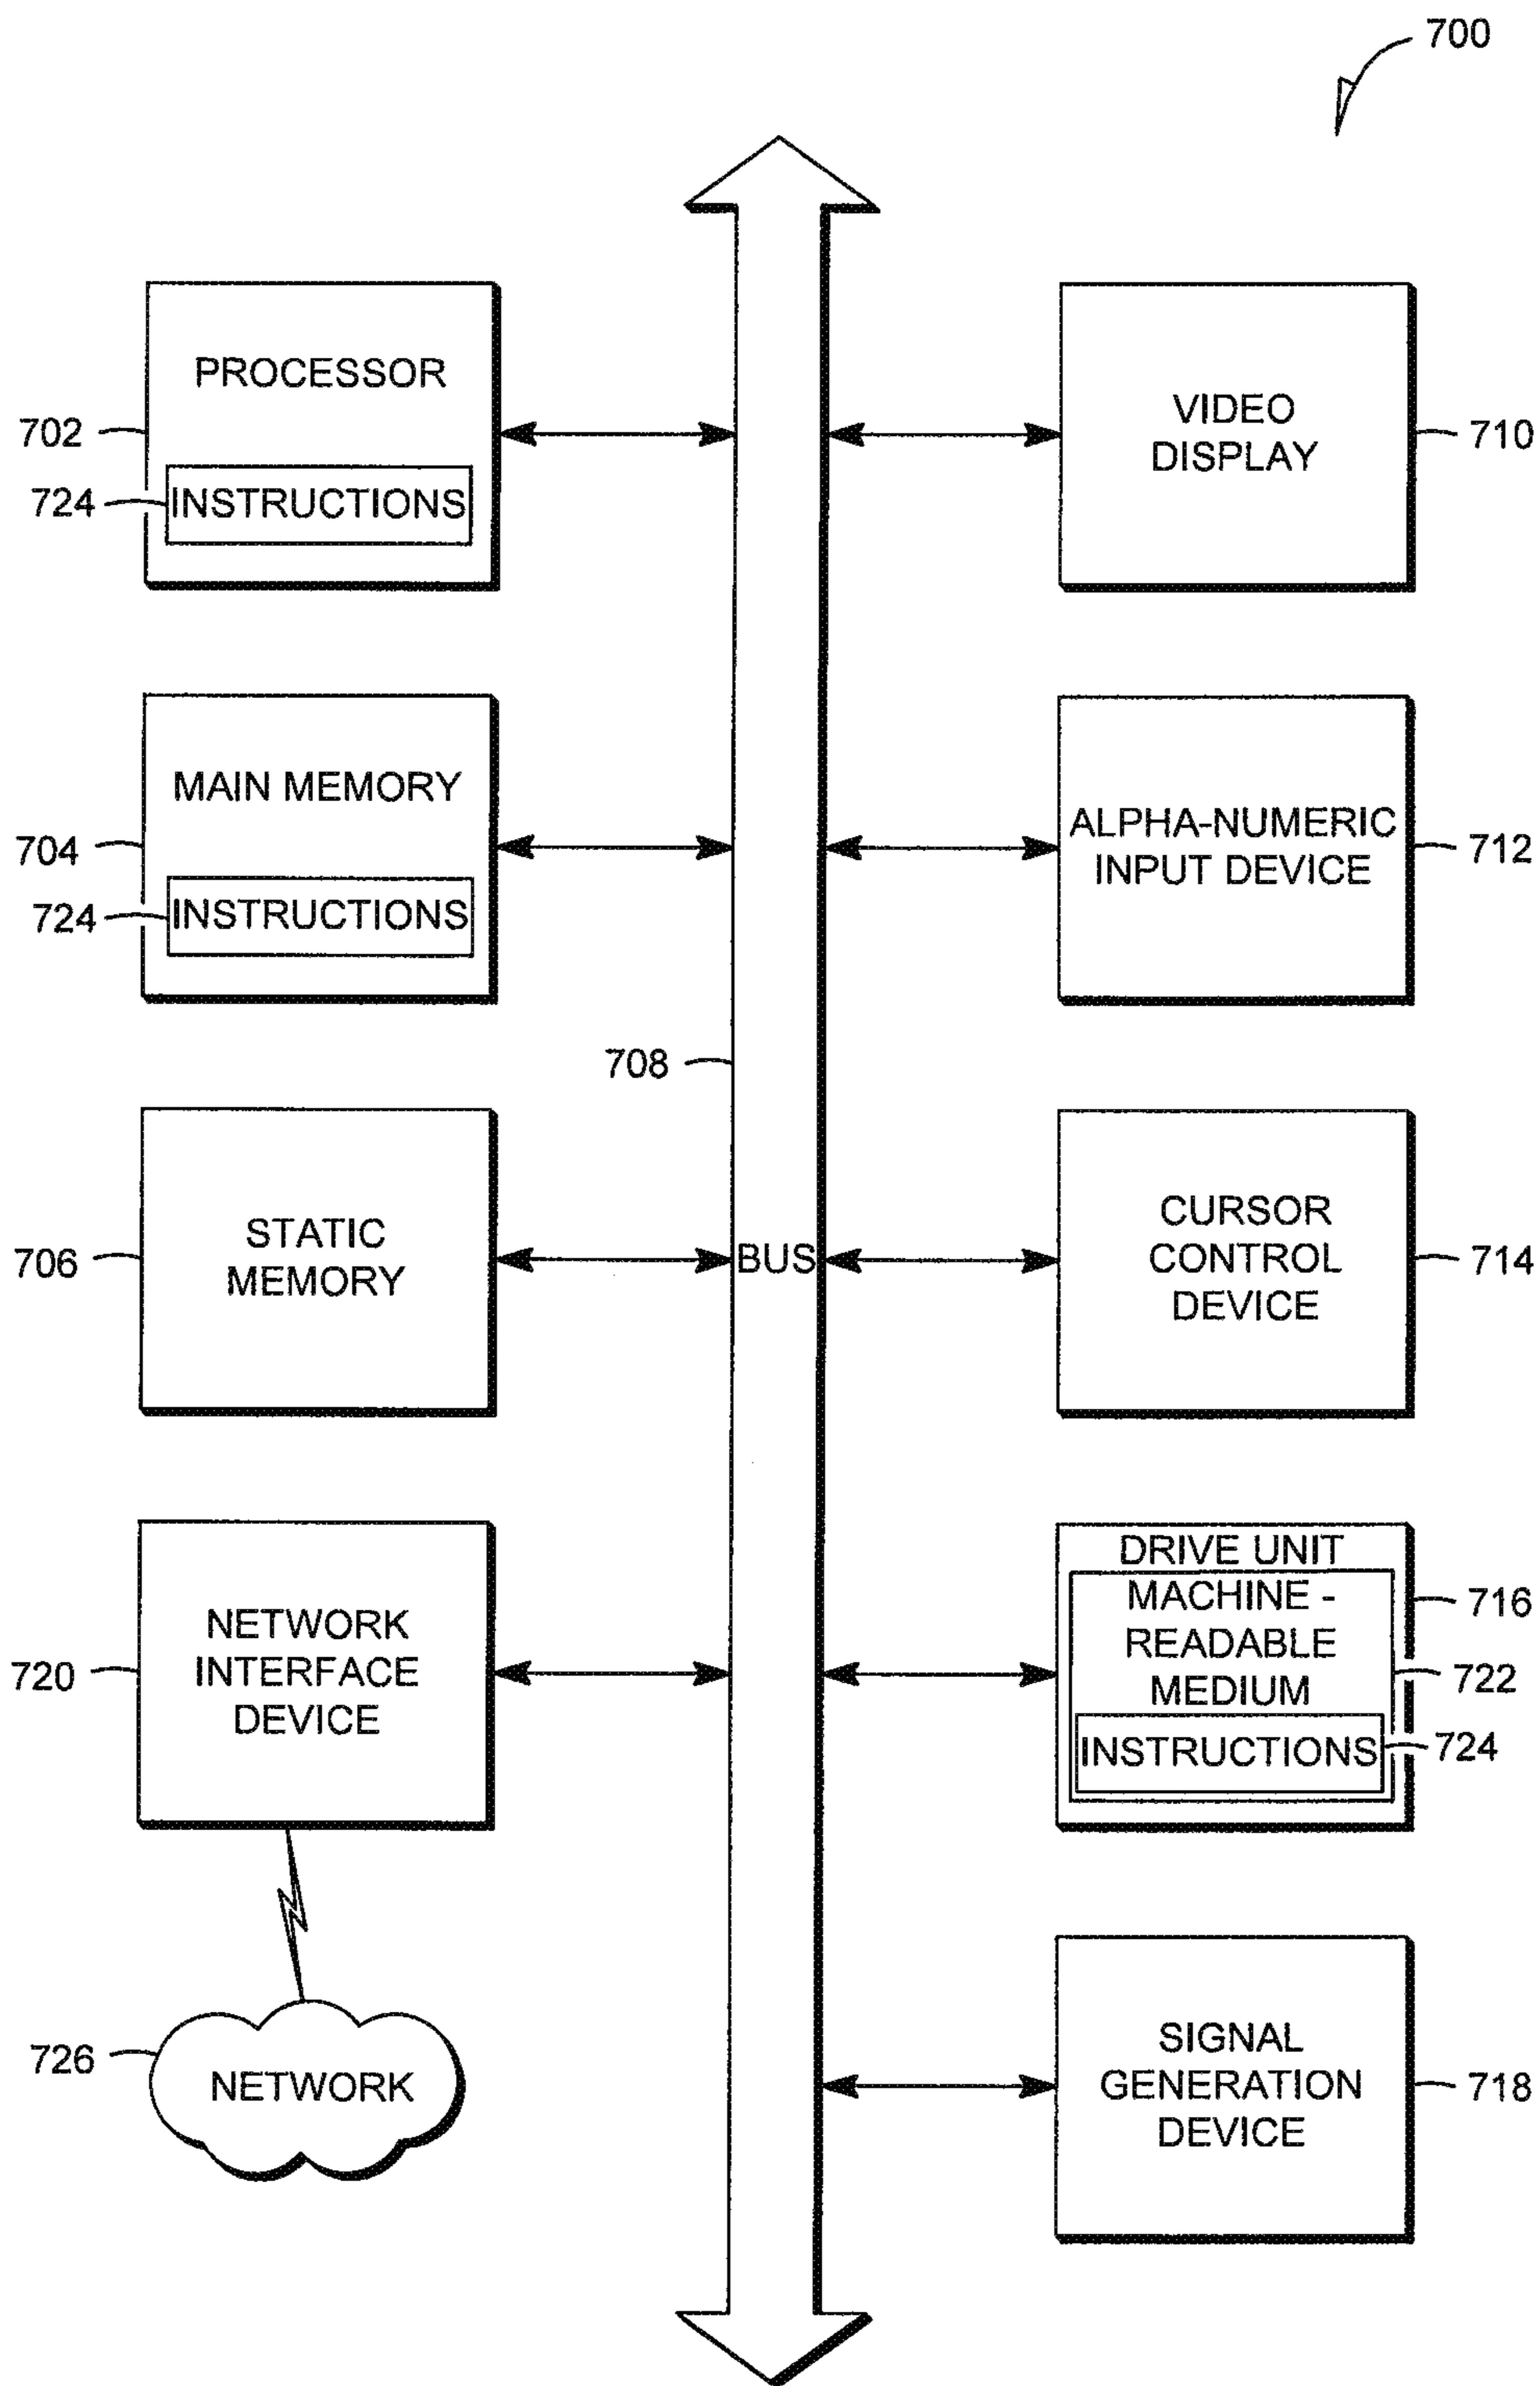 700
PROCESSOR
702
724
INSTRUCTIONS
VIDEO
DISPLAY
710
MAIN MEMORY
704
724
INSTRUCTIONS
ALPHA-NUMERIC
INPUT DEVICE
712
708
STATIC
MEMORY
706
BUS
CURSOR
CONTROL
DEVICE
714
NETWORK
INTERFACE
DEVICE
720
DRIVE UNIT
MACHINE -
READABLE
MEDIUM
716
722
INSTRUCTIONS
724
726
NETWORK
SIGNAL
GENERATION
DEVICE
718